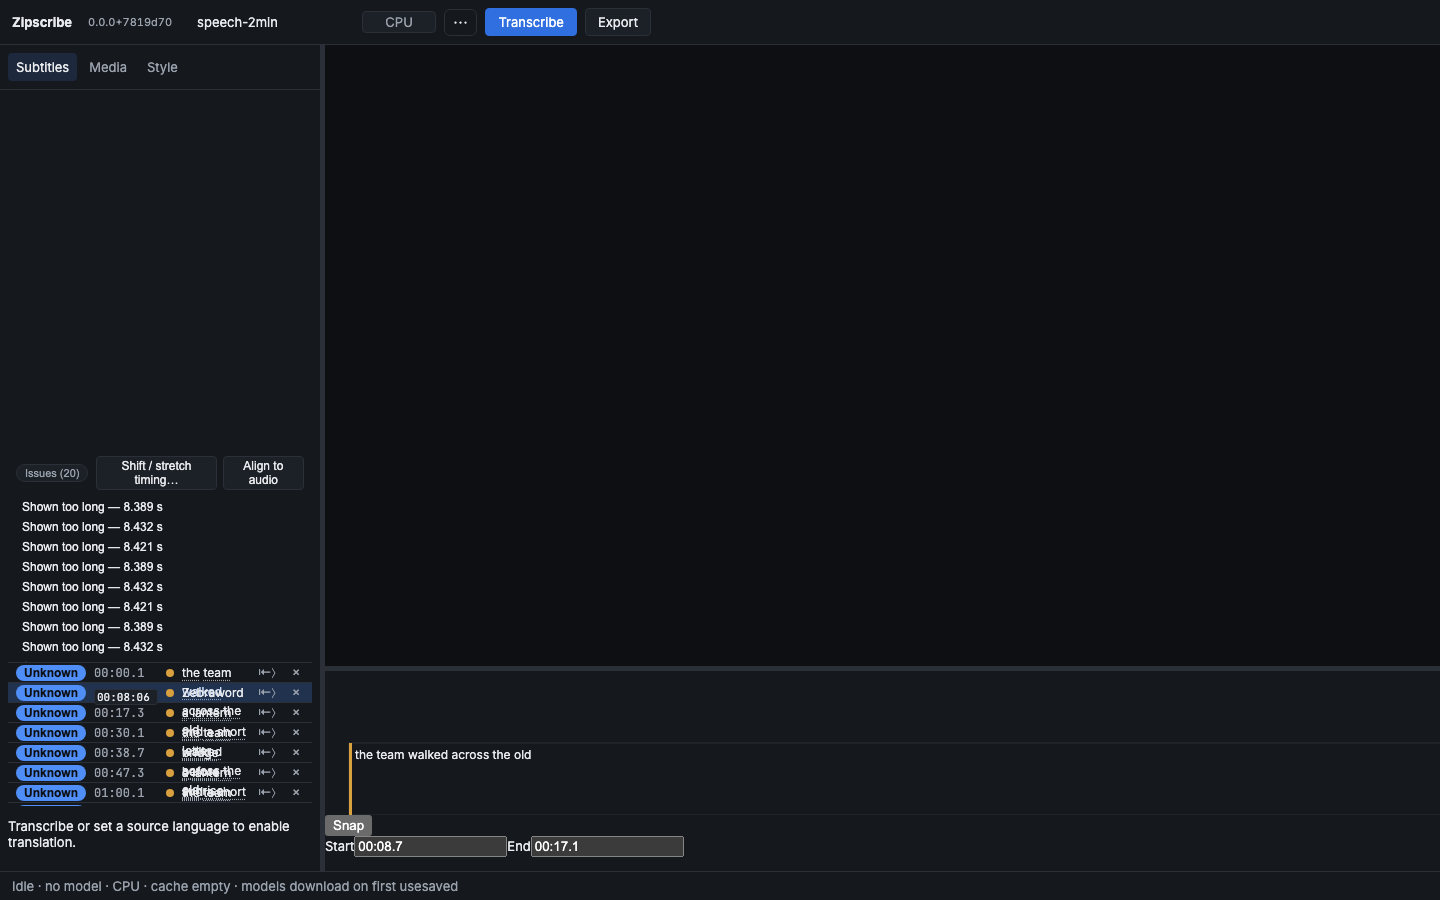 Zipscribe 0.0.0+7819d70 speech-2min CPU ··· Transcribe Export
Subtitles Media Style
Issues (20)
Shift / stretch
timing…
Align to
audio
Shown too long — 8.389 s
Shown too long — 8.432 s
Shown too long — 8.421 s
Shown too long — 8.389 s
Shown too long — 8.432 s
Shown too long — 8.421 s
Shown too long — 8.389 s
Shown too long — 8.432 s
Unknown 00:00.1 the team ×
Unknown 00:08:06 ×
Unknown 00:17.3 a lantern ×
Unknown 00:30.1 the team ×
Unknown 00:38.7 ×
Unknown 00:47.3 a lantern ×
Unknown 01:00.1 the team ×
Transcribe or set a source language to enable
translation.
the team walked across the old
Snap
Start 00:08.7 End 00:17.1
Idle · no model · CPU · cache empty · models download on first usesaved